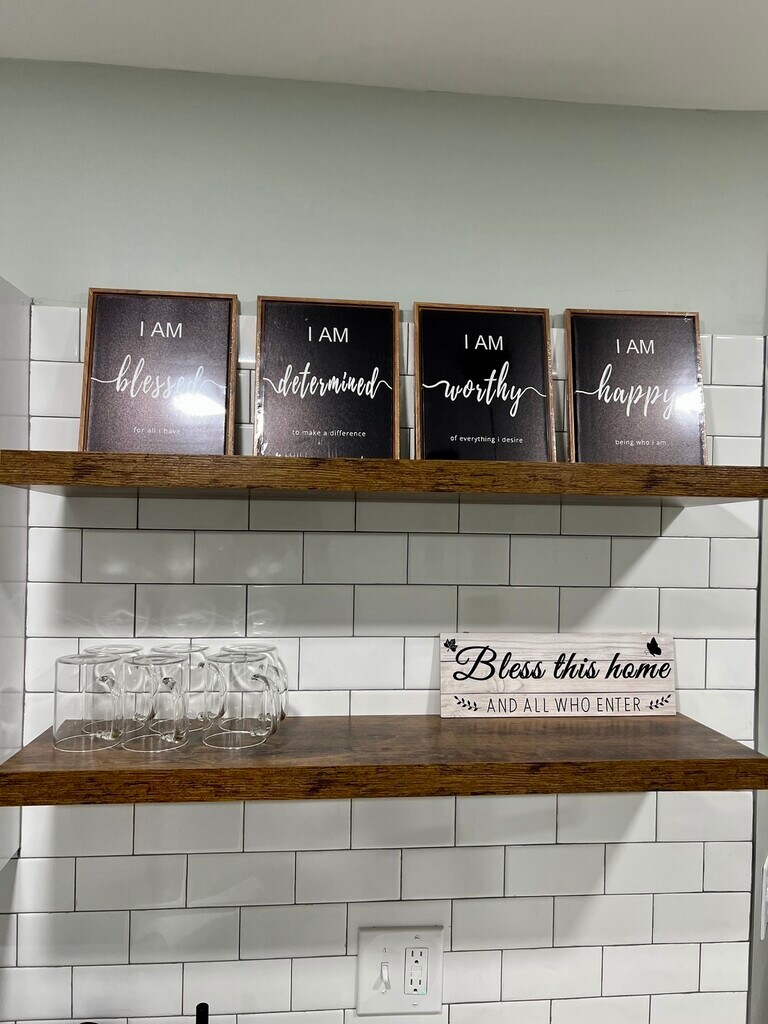 I AM
blessed
for all i have
I AM
determined
to make a difference
I AM
worthy
of everything i desire
I AM
happy
being who i am
Bless this home
AND ALL WHO ENTER